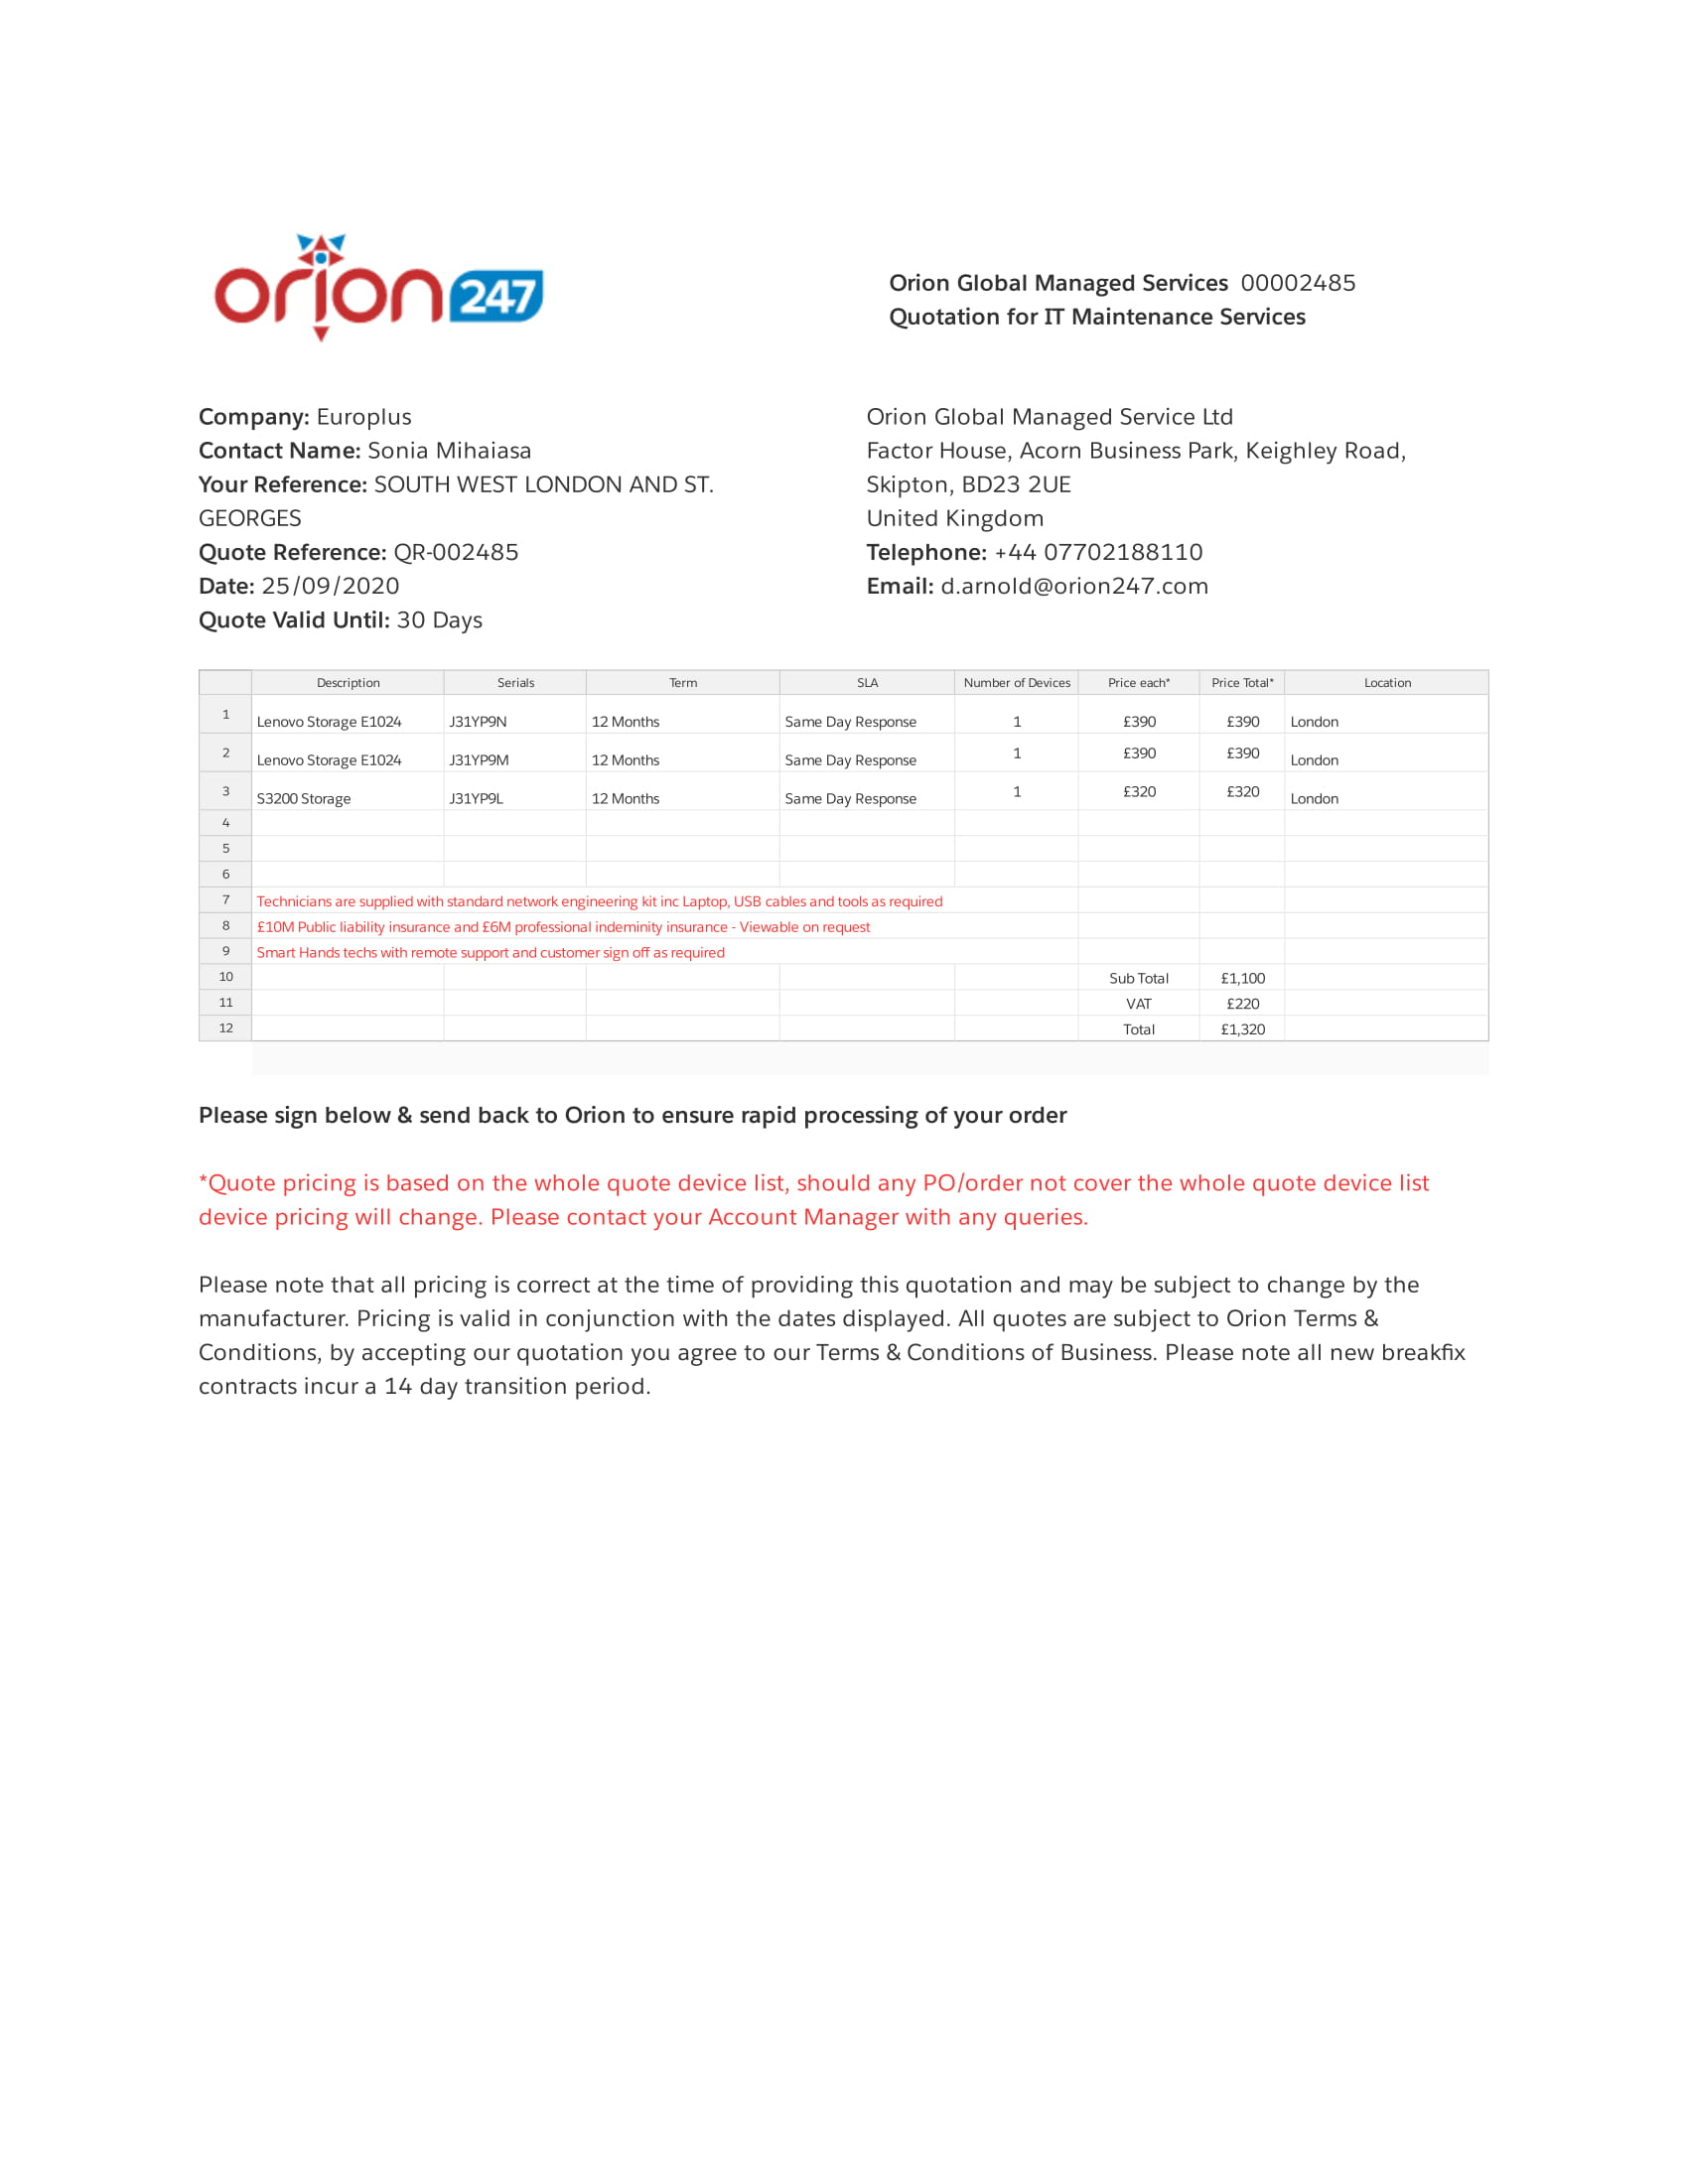 orion247
Orion Global Managed Services 00002485
Quotation for IT Maintenance Services
Company: Europlus
Contact Name: Sonia Mihaiasa
Your Reference: SOUTH WEST LONDON AND ST.
GEORGES
Quote Reference: QR-002485
Date: 25/09/2020
Quote Valid Until: 30 Days
Orion Global Managed Service Ltd
Factor House, Acorn Business Park, Keighley Road,
Skipton, BD23 2UE
United Kingdom
Telephone: +44 07702188110
Email: d.arnold@orion247.com
Description Serials Term SLA Number of Devices Price each* Price Total* Location
1 Lenovo Storage E1024 J31YP9N 12 Months Same Day Response 1 £390 £390 London
2 Lenovo Storage E1024 J31YP9M 12 Months Same Day Response 1 £390 £390 London
3 S3200 Storage J31YP9L 12 Months Same Day Response 1 £320 £320 London
4
5
6
7 Technicians are supplied with standard network engineering kit inc Laptop, USB cables and tools as required
8 £10M Public liability insurance and £6M professional indeminity insurance - Viewable on request
9 Smart Hands techs with remote support and customer sign off as required
10 Sub Total £1,100
11 VAT £220
12 Total £1,320
Please sign below & send back to Orion to ensure rapid processing of your order
*Quote pricing is based on the whole quote device list, should any PO/order not cover the whole quote device list
device pricing will change. Please contact your Account Manager with any queries.
Please note that all pricing is correct at the time of providing this quotation and may be subject to change by the
manufacturer. Pricing is valid in conjunction with the dates displayed. All quotes are subject to Orion Terms &
Conditions, by accepting our quotation you agree to our Terms & Conditions of Business. Please note all new breakfix
contracts incur a 14 day transition period.